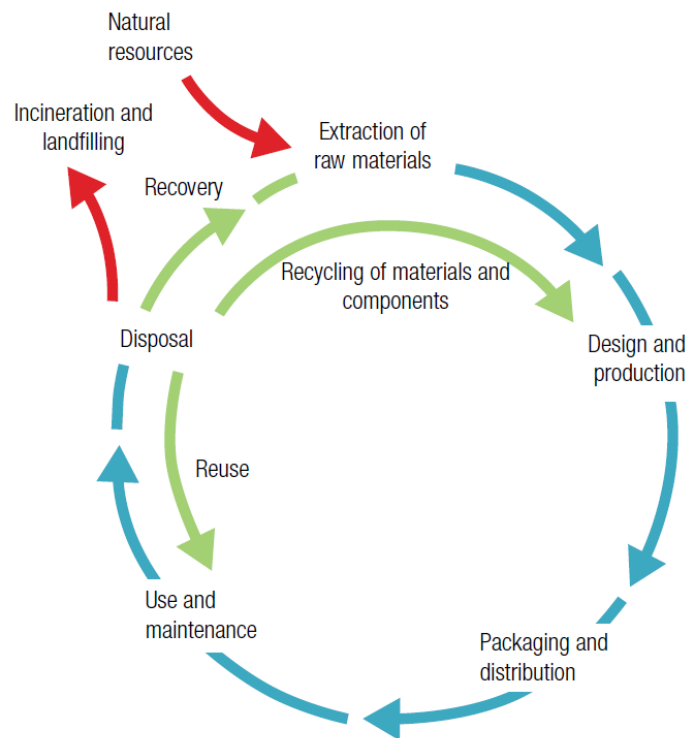 Natural
resources
Incineration and
landfilling
Extraction of
raw materials
Recovery
Recycling of materials and
components
Disposal
Design and
production
Reuse
Use and
maintenance
Packaging and
distribution